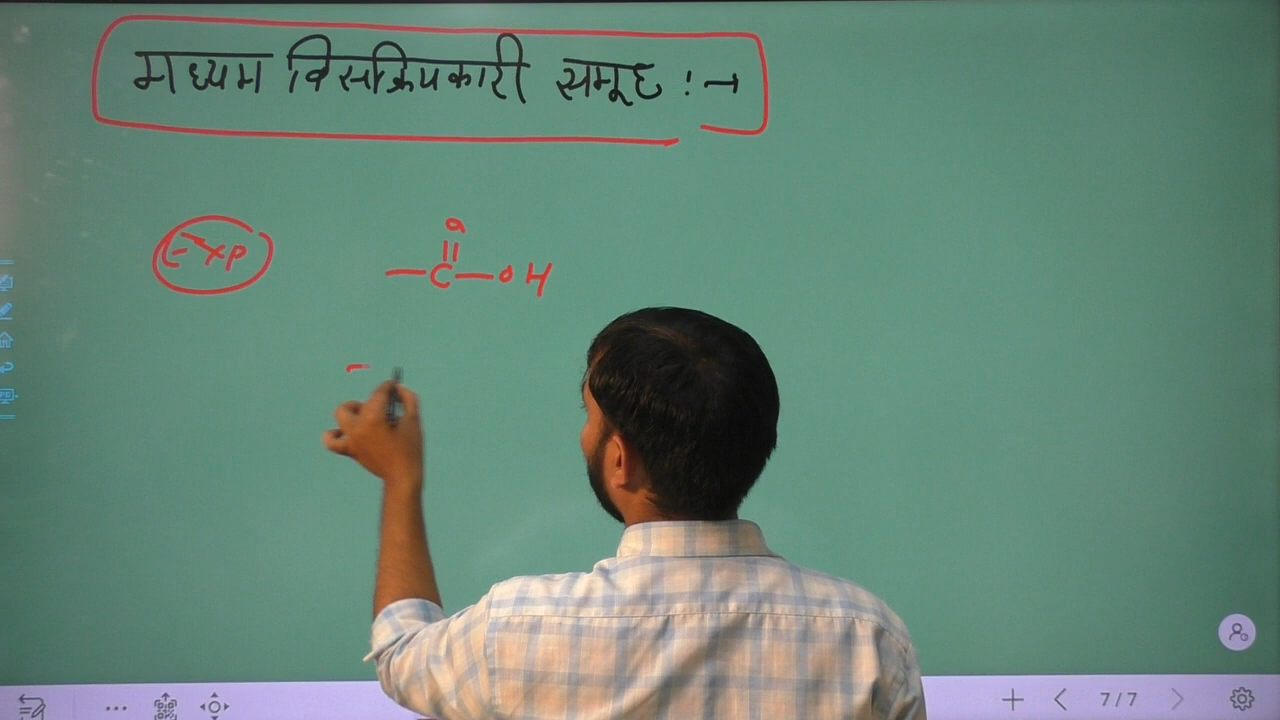 मध्यम विसक्रियकारी समूह :→
Exp
O
||
—C—OH
7/7